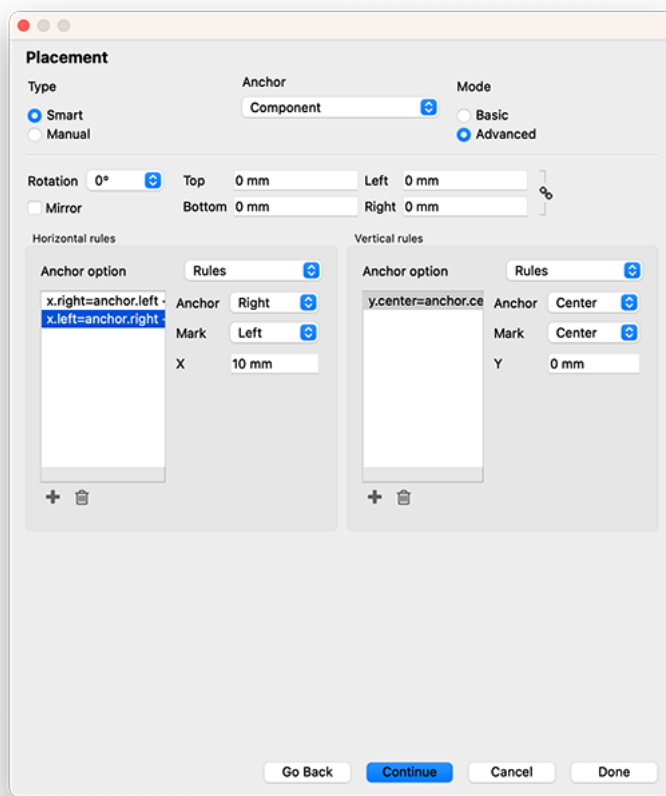 Placement
Type
Anchor
Mode
Smart
Component
Basic
Manual
Advanced
Rotation 0° Top 0 mm Left 0 mm
Mirror Bottom 0 mm Right 0 mm
Horizontal rules
Anchor option Rules
x.right=anchor.left - Anchor Right
x.left=anchor.right - Mark Left
X 10 mm
Vertical rules
Anchor option Rules
y.center=anchor.ce Anchor Center
Mark Center
Y 0 mm
Go Back Continue Cancel Done